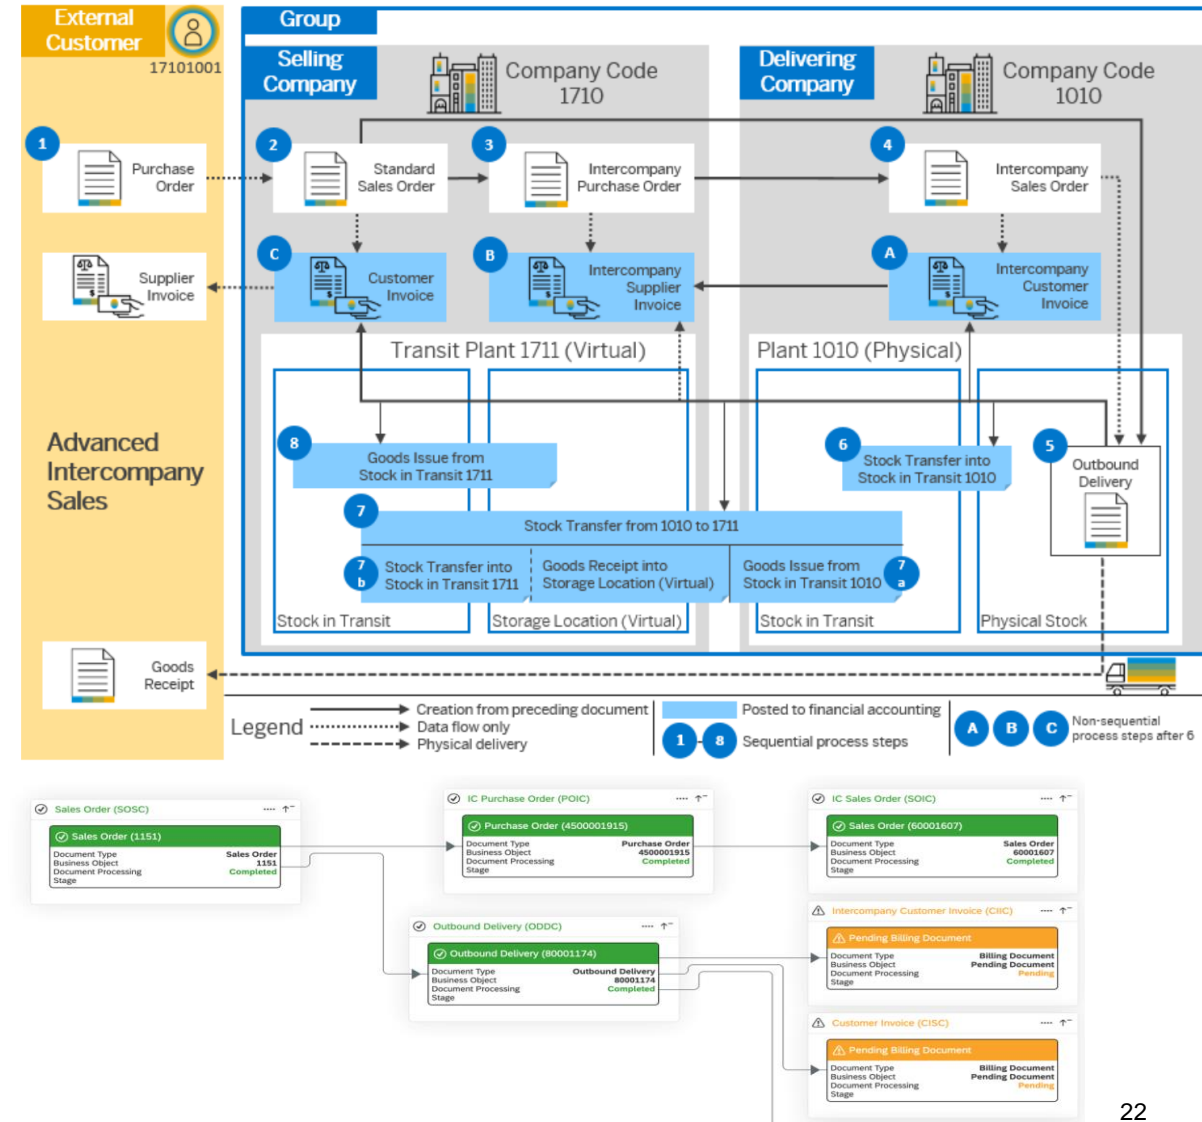 External
Customer
17101001
Group
Selling
Company
Company Code
1710
Delivering
Company
Company Code
1010
1
Purchase
Order
2
Standard
Sales Order
3
Intercompany
Purchase Order
4
Intercompany
Sales Order
Supplier
Invoice
C
Customer
Invoice
B
Intercompany
Supplier
Invoice
A
Intercompany
Customer
Invoice
Transit Plant 1711 (Virtual)
Plant 1010 (Physical)
Advanced
Intercompany
Sales
8
Goods Issue from
Stock in Transit 1711
6
Stock Transfer into
Stock in Transit 1010
5
Outbound
Delivery
7
Stock Transfer from 1010 to 1711
7
b
Stock Transfer into
Stock in Transit 1711
Goods Receipt into
Storage Location (Virtual)
Goods Issue from
Stock in Transit 1010
7
a
Stock in Transit
Storage Location (Virtual)
Stock in Transit
Physical Stock
Goods
Receipt
Legend
Creation from preceding document
Data flow only
Physical delivery
Posted to financial accounting
1 - 8 Sequential process steps
A B C
Non-sequential
process steps after 6
Sales Order (SOSC)
Sales Order (1151)
Document Type Sales Order
Business Object 1151
Document Processing Completed
Stage
IC Purchase Order (POIC)
Purchase Order (4500001915)
Document Type Purchase Order
Business Object 4500001915
Document Processing Completed
Stage
IC Sales Order (SOIC)
Sales Order (60001607)
Document Type Sales Order
Business Object 60001607
Document Processing Completed
Stage
Outbound Delivery (ODDC)
Outbound Delivery (80001174)
Document Type Outbound Delivery
Business Object 80001174
Document Processing Completed
Stage
Intercompany Customer Invoice (CIIC)
Pending Billing Document
Document Type Billing Document
Business Object Pending Document
Document Processing Pending
Stage
Customer Invoice (CISC)
Pending Billing Document
Document Type Billing Document
Business Object Pending Document
Document Processing Pending
Stage
22